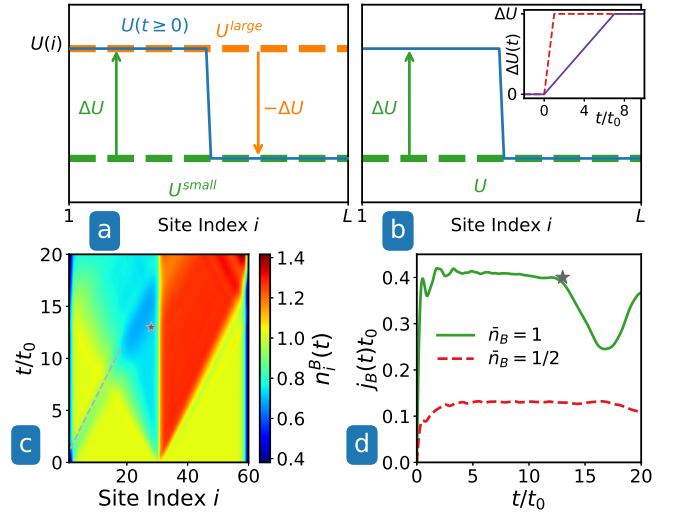 U(t ≥ 0)
U^large
U(i)
ΔU
−ΔU
U^small
1
Site Index i
L
a
ΔU
ΔU(t)
0
0
8
t/t₀
ΔU
U
1
Site Index i
L
b
20
15
10
5
0
t/t₀
20
40
60
Site Index i
c
1.4
1.2
1.0
0.8
0.6
0.4
n_i^B(t)
0.4
0.3
0.2
0.1
0.0
j_B(t)t₀
n̄_B = 1
n̄_B = 1/2
0
5
10
15
20
t/t₀
d